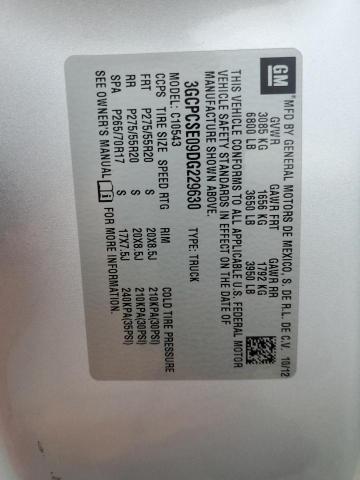 GM
MFD BY GENERAL MOTORS DE MEXICO, S. DE R.L. DE C.V. 10/12
GVWR GAWR FRT GAWR RR
3085 KG 1656 KG 1792 KG
6800 LB 3650 LB 3950 LB
THIS VEHICLE CONFORMS TO ALL APPLICABLE U.S. FEDERAL MOTOR
VEHICLE SAFETY STANDARDS IN EFFECT ON THE DATE OF
MANUFACTURE SHOWN ABOVE.
3GCPCSE09DG229630 TYPE: TRUCK
MODEL: C10543
CCPS TIRE SIZE SPEED RTG RIM COLD TIRE PRESSURE
FRT P275/55R20 S 20X8.5J 210KPA(30PSI)
RR P275/55R20 S 20X8.5J 210KPA(30PSI)
SPA P265/70R17 S 17X7.5J 240KPA(35PSI)
SEE OWNER'S MANUAL i FOR MORE INFORMATION.